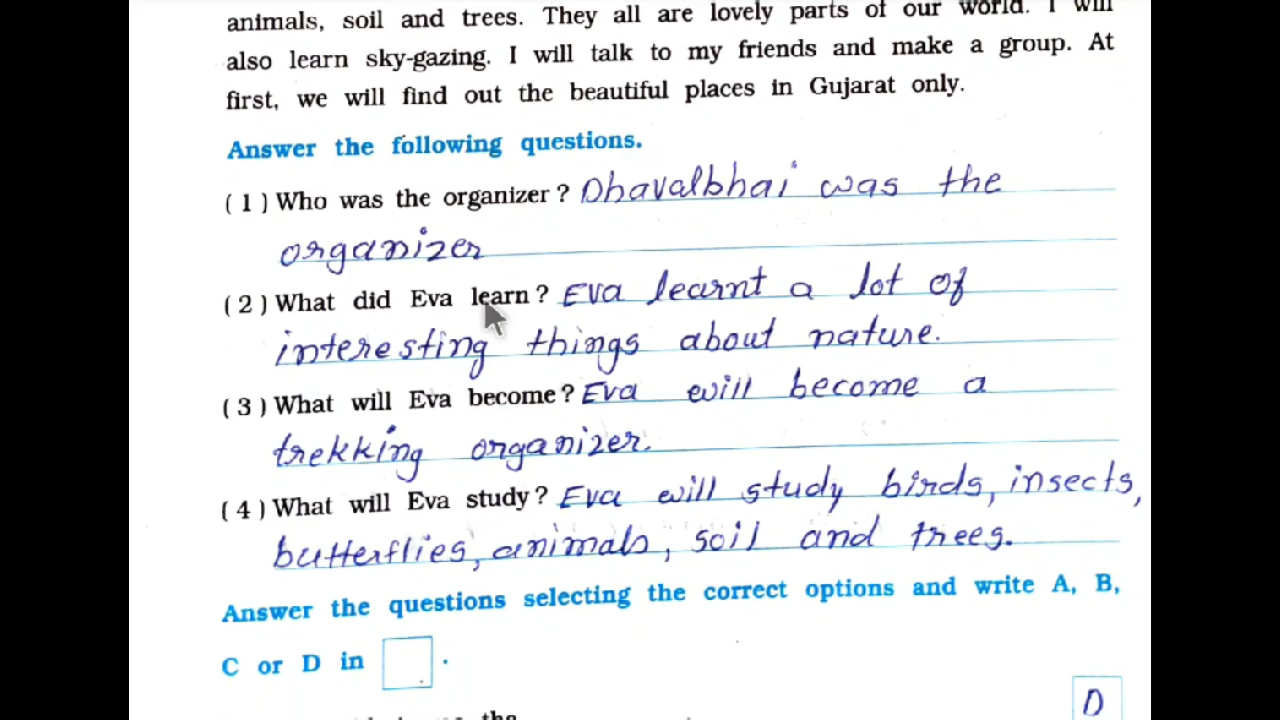 animals, soil and trees. They all are lovely parts of our world. I will
also learn sky-gazing. I will talk to my friends and make a group. At
first, we will find out the beautiful places in Gujarat only.
Answer the following questions.
( 1 ) Who was the organizer ? Dhavalbhai was the
organizer
( 2 ) What did Eva learn ? Eva learnt a lot of
interesting things about nature.
( 3 ) What will Eva become ? Eva will become a
trekking organizer.
( 4 ) What will Eva study ? Eva will study birds, insects,
butterflies, animals, soil and trees.
Answer the questions selecting the correct options and write A, B,
C or D in .
D
the